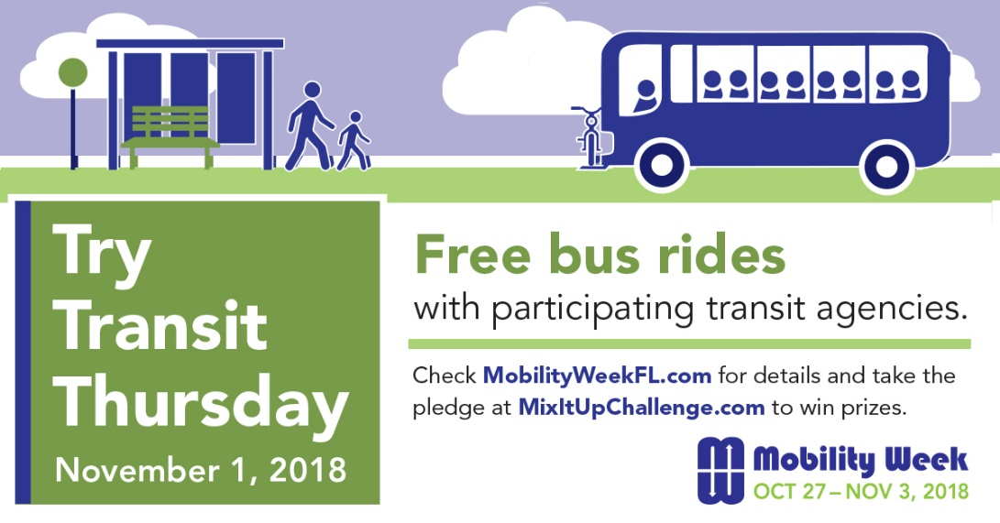 Try
Transit
Thursday
November 1, 2018
Free bus rides
with participating transit agencies.
Check MobilityWeekFL.com for details and take the
pledge at MixItUpChallenge.com to win prizes.
Mobility Week
OCT 27–NOV 3, 2018